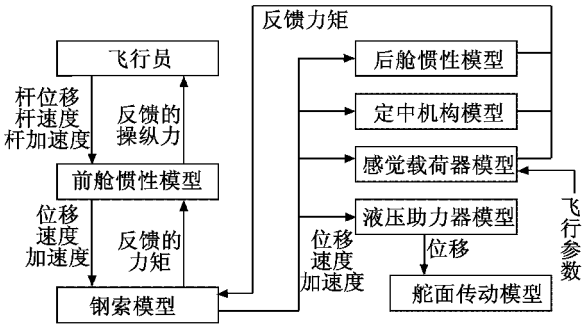 反馈力矩
飞行员
后舱惯性模型
杆位移
杆速度
杆加速度
反馈的
操纵力
定中机构模型
前舱惯性模型
感觉载荷器模型
飞行参数
位移
速度
加速度
反馈的
力矩
液压助力器模型
位移
速度
加速度
位移
钢索模型
舵面传动模型